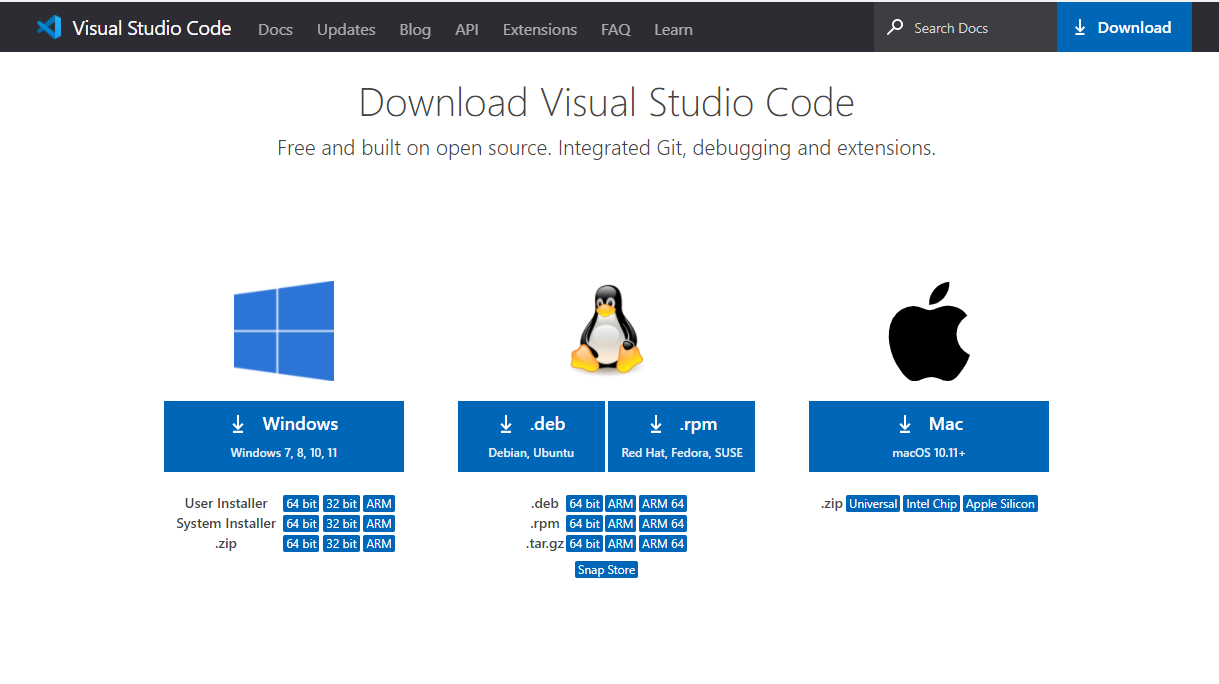 Visual Studio Code Docs Updates Blog API Extensions FAQ Learn Search Docs Download
Download Visual Studio Code
Free and built on open source. Integrated Git, debugging and extensions.
Windows
Windows 7, 8, 10, 11
User Installer 64 bit 32 bit ARM
System Installer 64 bit 32 bit ARM
.zip 64 bit 32 bit ARM
.deb
Debian, Ubuntu
.rpm
Red Hat, Fedora, SUSE
.deb 64 bit ARM ARM 64
.rpm 64 bit ARM ARM 64
.tar.gz 64 bit ARM ARM 64
Snap Store
Mac
macOS 10.11+
.zip Universal Intel Chip Apple Silicon